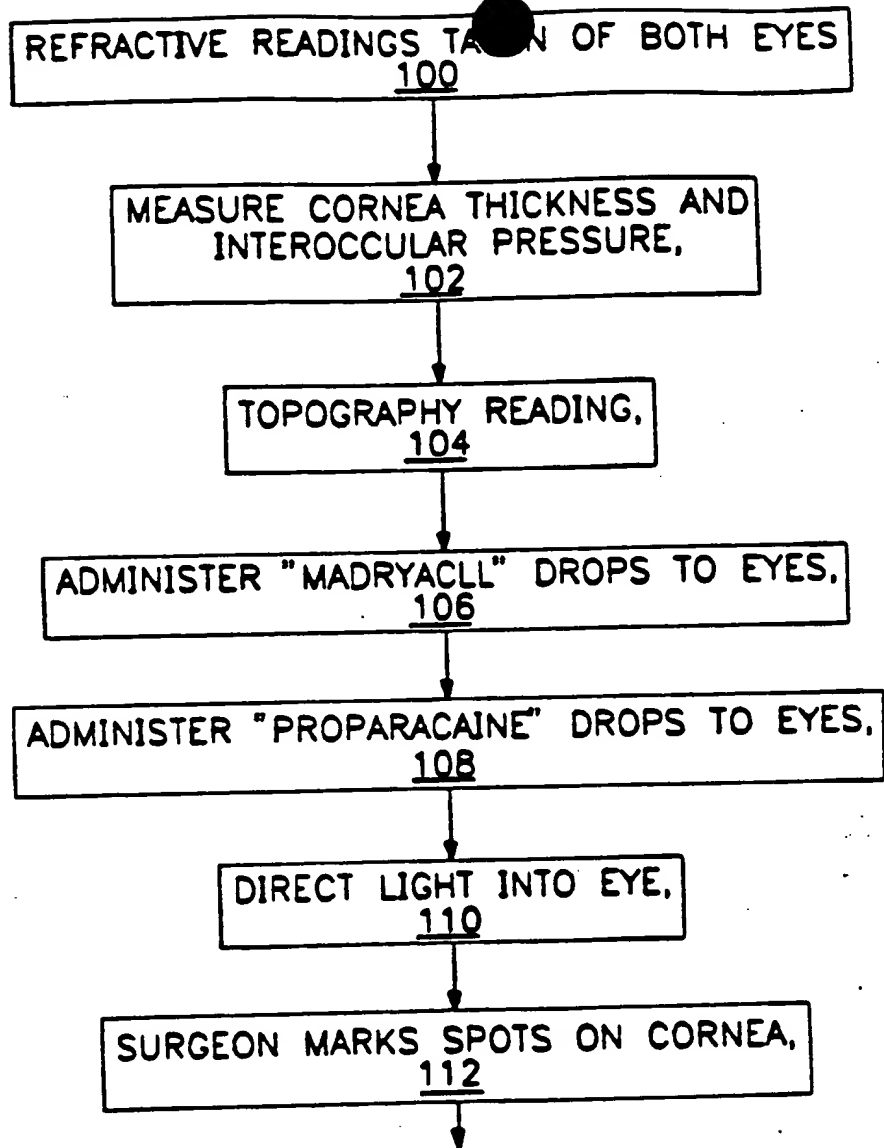 REFRACTIVE READINGS OF BOTH EYES
100
MEASURE CORNEA THICKNESS AND
INTEROCCULAR PRESSURE,
102
TOPOGRAPHY READING,
104
ADMINISTER "MADRYACLL" DROPS TO EYES,
106
ADMINISTER "PROPARACAINE" DROPS TO EYES,
108
DIRECT LIGHT INTO EYE,
110
SURGEON MARKS SPOTS ON CORNEA,
112